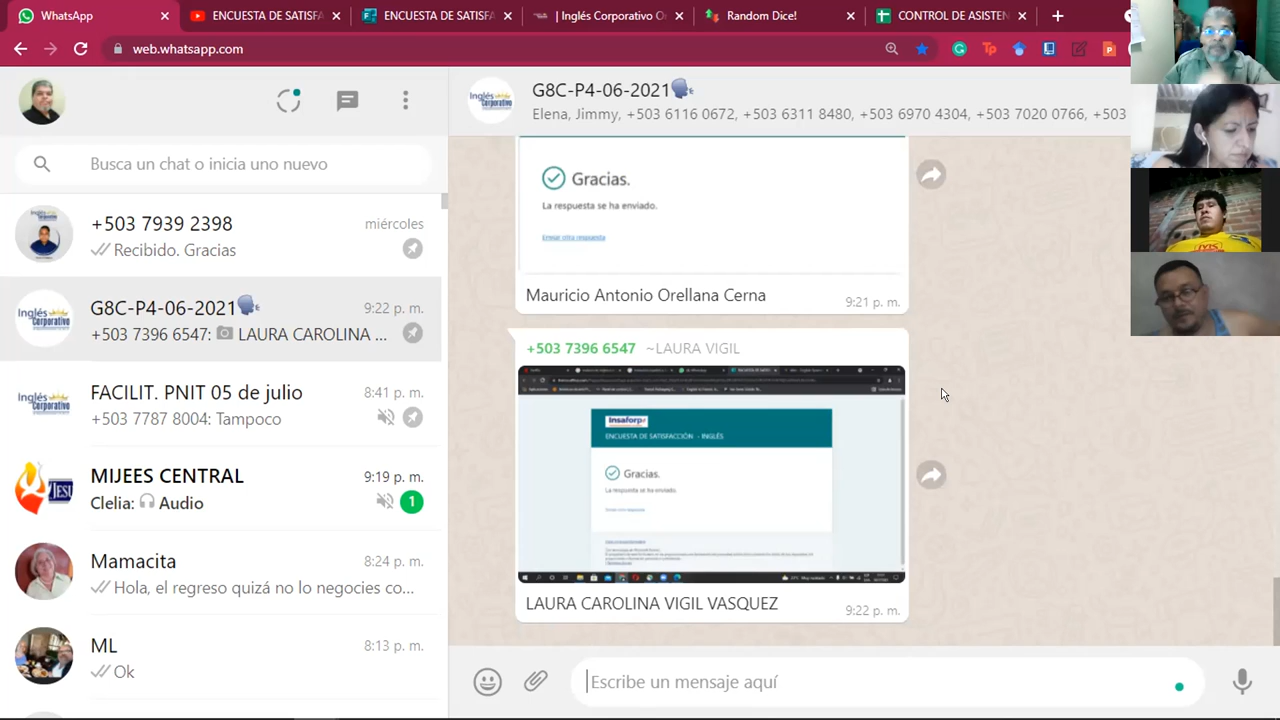 WhatsApp
ENCUESTA DE SATISFA
ENCUESTA DE SATISFA
| Inglés Corporativo O
Random Dice!
CONTROL DE ASISTEN
web.whatsapp.com
Busca un chat o inicia uno nuevo
+503 7939 2398
miércoles
Recibido. Gracias
G8C-P4-06-2021
9:22 p. m.
+503 7396 6547: LAURA CAROLINA ...
FACILIT. PNIT 05 de julio
8:41 p. m.
+503 7787 8004: Tampoco
MIJEES CENTRAL
9:19 p. m.
Clelia: Audio
1
Mamacita
8:24 p. m.
Hola, el regreso quizá no lo negocies co...
ML
8:13 p. m.
Ok
G8C-P4-06-2021
Elena, Jimmy, +503 6116 0672, +503 6311 8480, +503 6970 4304, +503 7020 0766, +503
Gracias.
La respuesta se ha enviado.
Enviar otra respuesta
Mauricio Antonio Orellana Cerna
9:21 p. m.
+503 7396 6547 ~LAURA VIGIL
Insaforp
ENCUESTA DE SATISFACCIÓN - INGLÉS
Gracias.
La respuesta se ha enviado.
LAURA CAROLINA VIGIL VASQUEZ
9:22 p. m.
Escribe un mensaje aquí